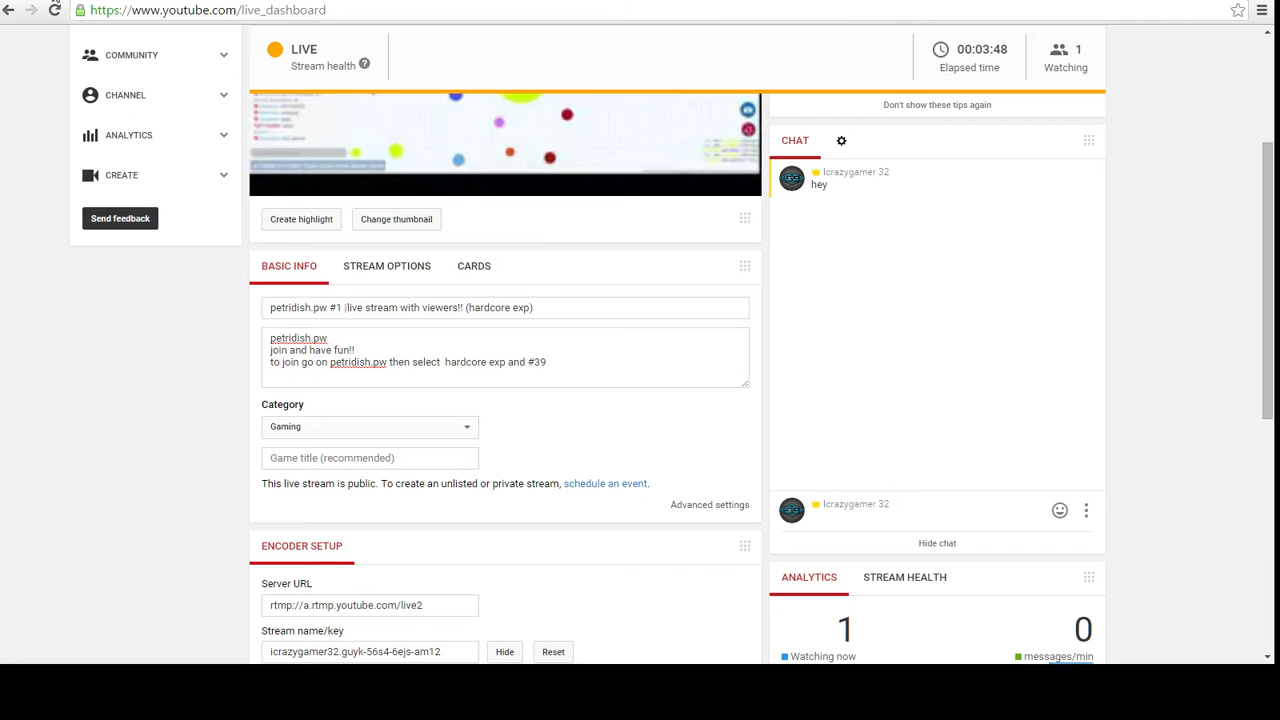 https://www.youtube.com/live_dashboard
COMMUNITY
CHANNEL
ANALYTICS
CREATE
Send feedback
LIVE
Stream health
00:03:48
Elapsed time
1
Watching
Create highlight
Change thumbnail
BASIC INFO
STREAM OPTIONS
CARDS
petridish.pw #1 |live stream with viewers!! (hardcore exp)
petridish.pw
join and have fun!!
to join go on petridish.pw then select  hardcore exp and #39
Category
Gaming
Game title (recommended)
This live stream is public. To create an unlisted or private stream, schedule an event.
Advanced settings
ENCODER SETUP
Server URL
rtmp://a.rtmp.youtube.com/live2
Stream name/key
icrazygamer32.guyk-56s4-6ejs-am12
Hide
Reset
Don't show these tips again
CHAT
Icrazygamer 32
hey
Icrazygamer 32
Hide chat
ANALYTICS
STREAM HEALTH
1
Watching now
0
messages/min